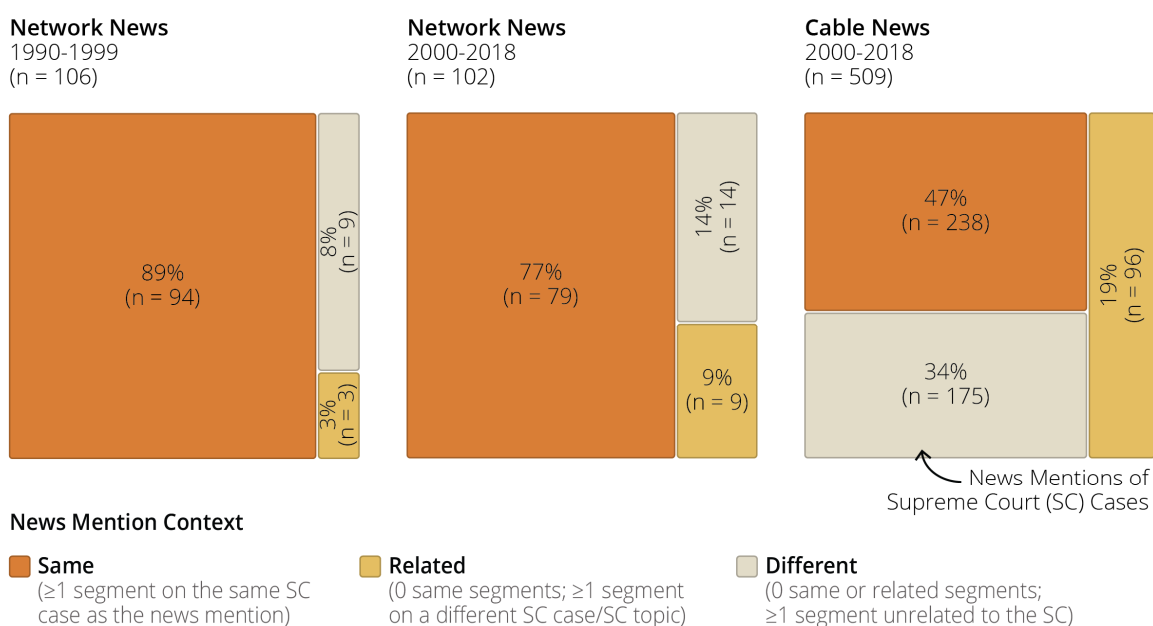 Network News
1990-1999
(n = 106)
Network News
2000-2018
(n = 102)
Cable News
2000-2018
(n = 509)
89%
(n = 94)
8%
(n = 9)
3%
(n = 3)
77%
(n = 79)
14%
(n = 14)
9%
(n = 9)
47%
(n = 238)
34%
(n = 175)
19%
(n = 96)
News Mentions of
Supreme Court (SC) Cases
News Mention Context
Same
(≥1 segment on the same SC
case as the news mention)
Related
(0 same segments; ≥1 segment
on a different SC case/SC topic)
Different
(0 same or related segments;
≥1 segment unrelated to the SC)